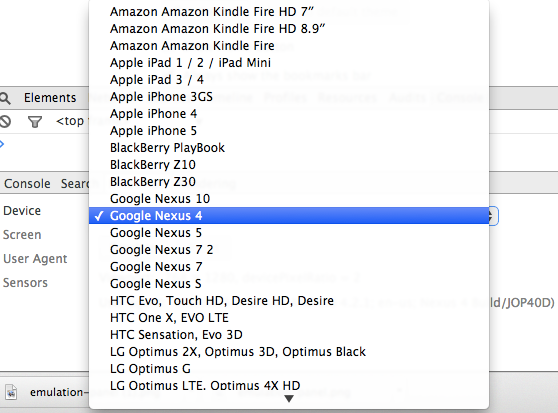 Amazon Amazon Kindle Fire HD 7″
Amazon Amazon Kindle Fire HD 8.9″
Amazon Amazon Kindle Fire
Apple iPad 1 / 2 / iPad Mini
Apple iPad 3 / 4
Apple iPhone 3GS
Apple iPhone 4
Apple iPhone 5
BlackBerry PlayBook
BlackBerry Z10
BlackBerry Z30
Google Nexus 10
✓ Google Nexus 4
Google Nexus 5
Google Nexus 7 2
Google Nexus 7
Google Nexus S
HTC Evo, Touch HD, Desire HD, Desire
HTC One X, EVO LTE
HTC Sensation, Evo 3D
LG Optimus 2X, Optimus 3D, Optimus Black
LG Optimus G
LG Optimus LTE, Optimus 4X HD
Elements
<top
Console Sear
Device
Screen
User Agent
Sensors
ld/JOP40D)
emulation-